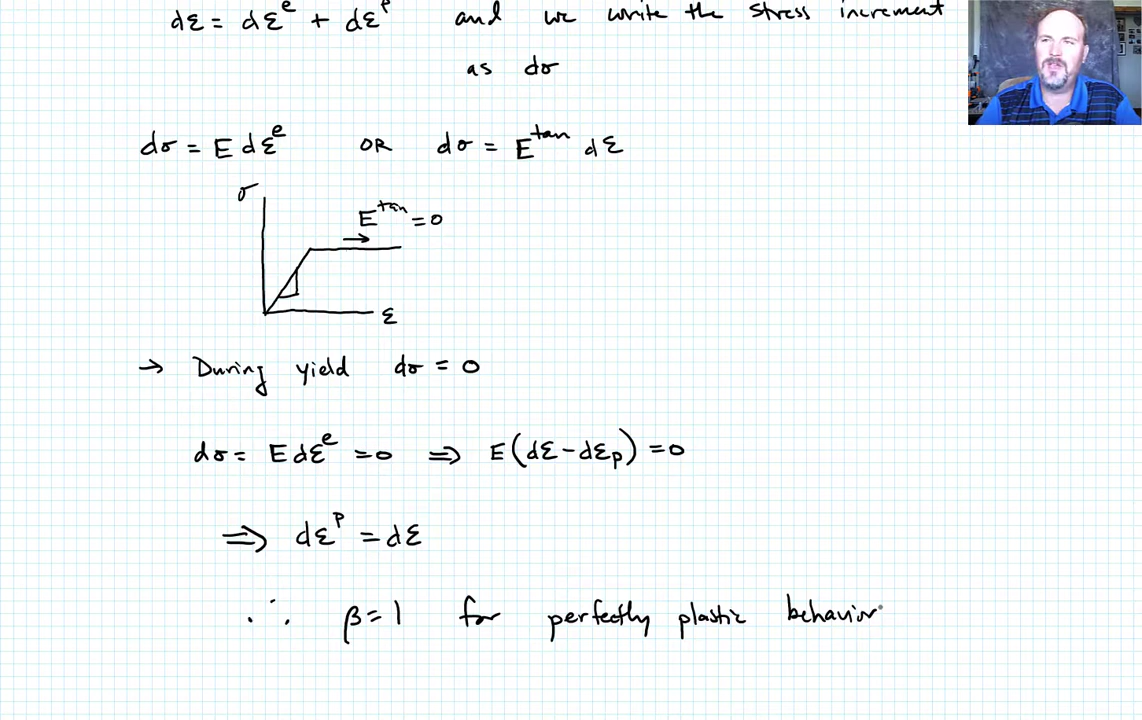 dε = dε^e + dε^p and we write the stress increment
as dσ
dσ = E dε^e OR dσ = E^tan dε
σ
E^tan = 0
ε
→ During yield dσ = 0
dσ = E dε^e = 0 ⟹ E(dε - dε_p) = 0
⟹ dε^p = dε
∴ β = 1 for perfectly plastic behavior